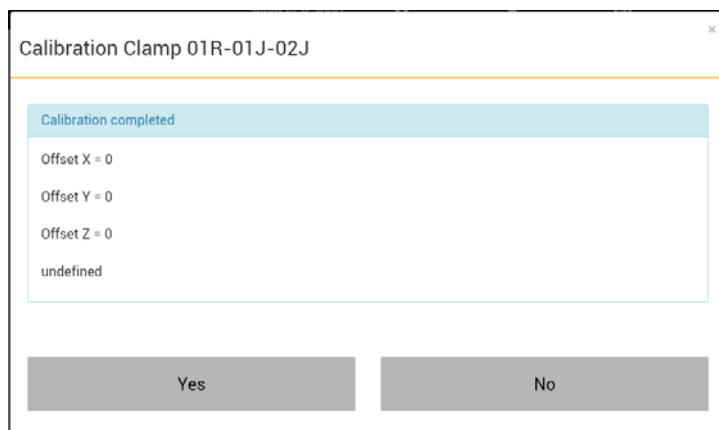 Calibration Clamp 01R-01J-02J
×
Calibration completed
Offset X = 0
Offset Y = 0
Offset Z = 0
undefined
Yes
No